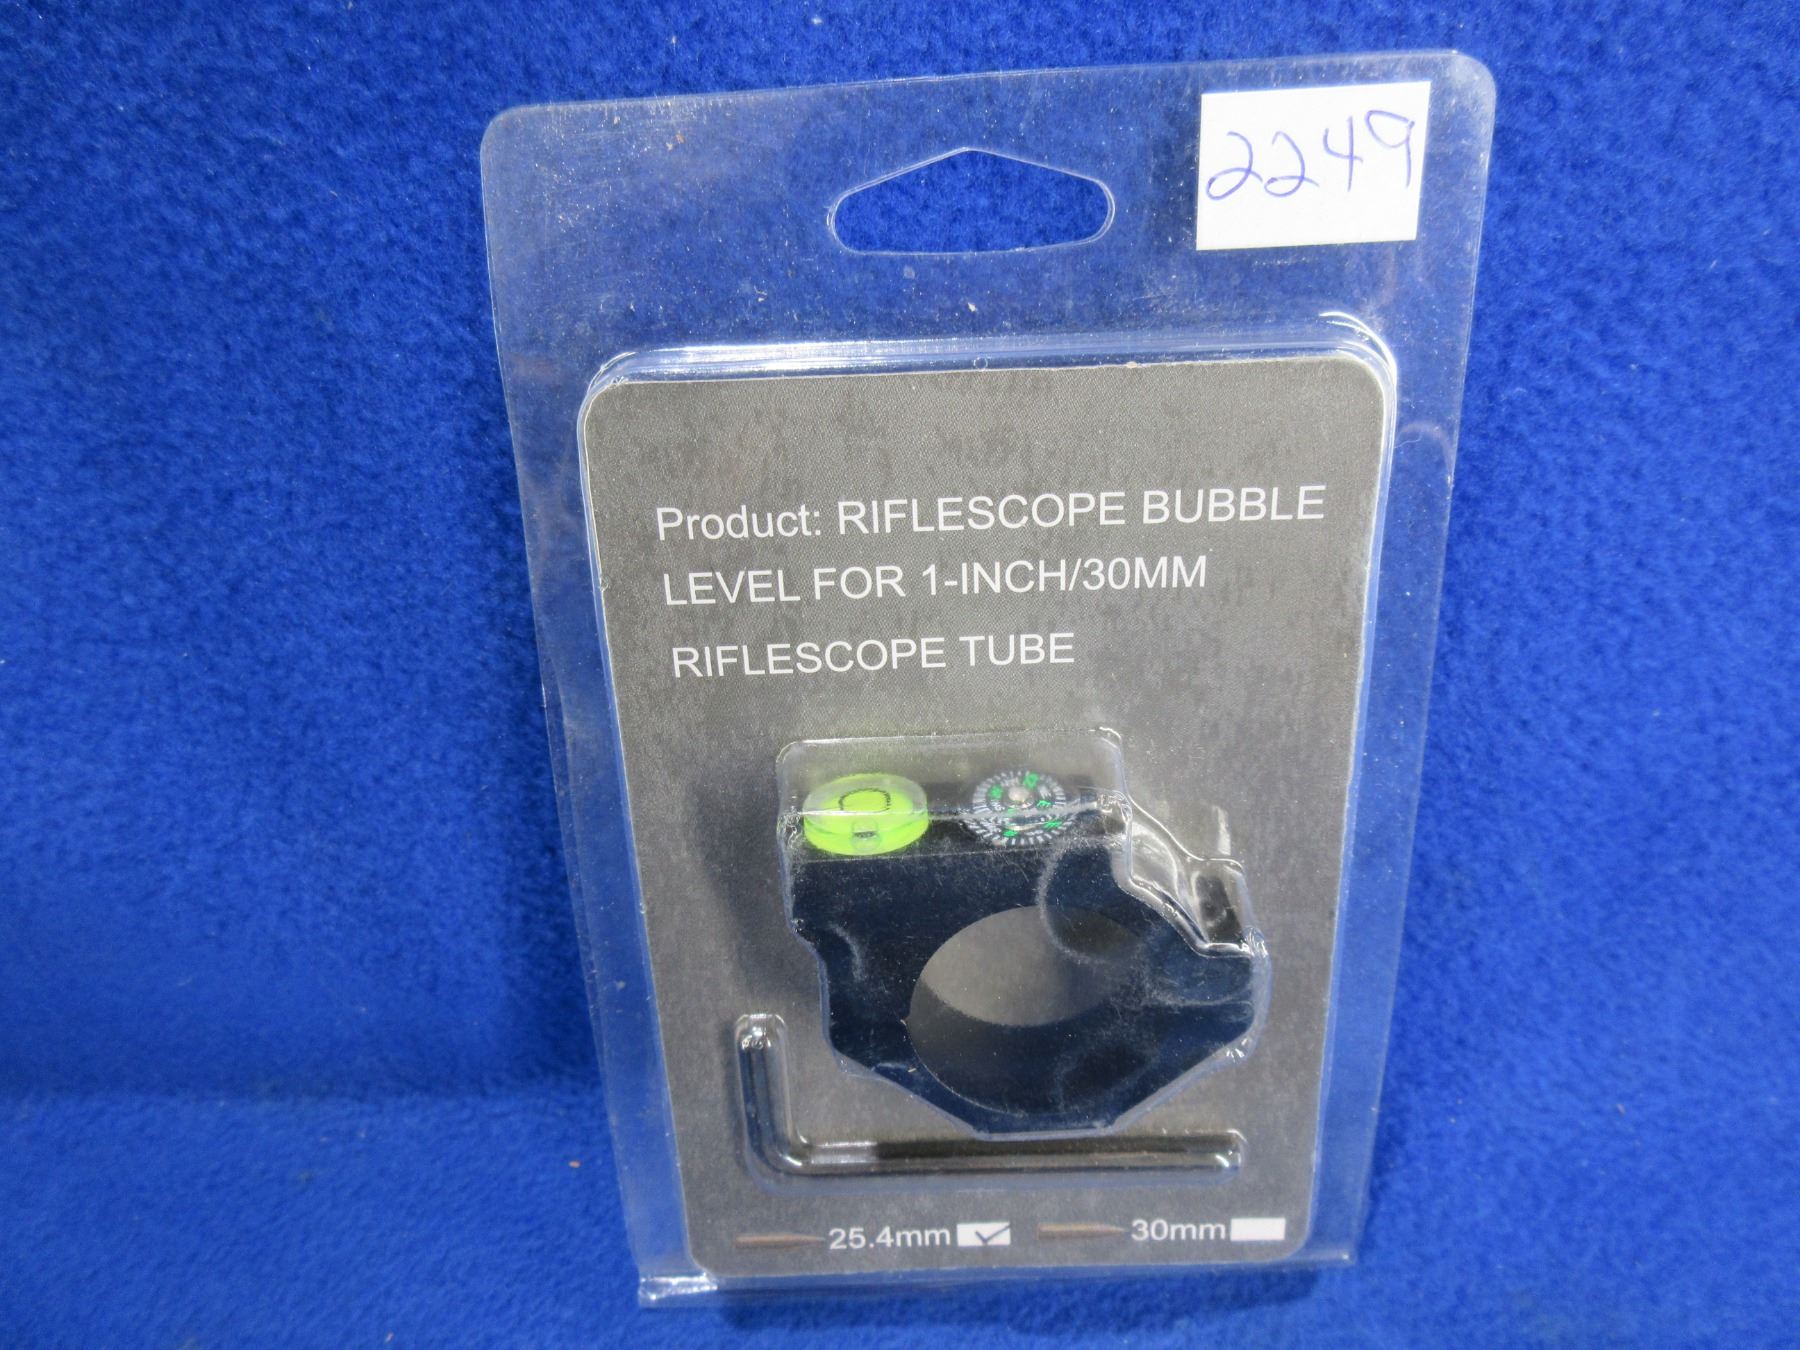 2249
Product: RIFLESCOPE BUBBLE
LEVEL FOR 1-INCH/30MM
RIFLESCOPE TUBE
25.4mm 30mm